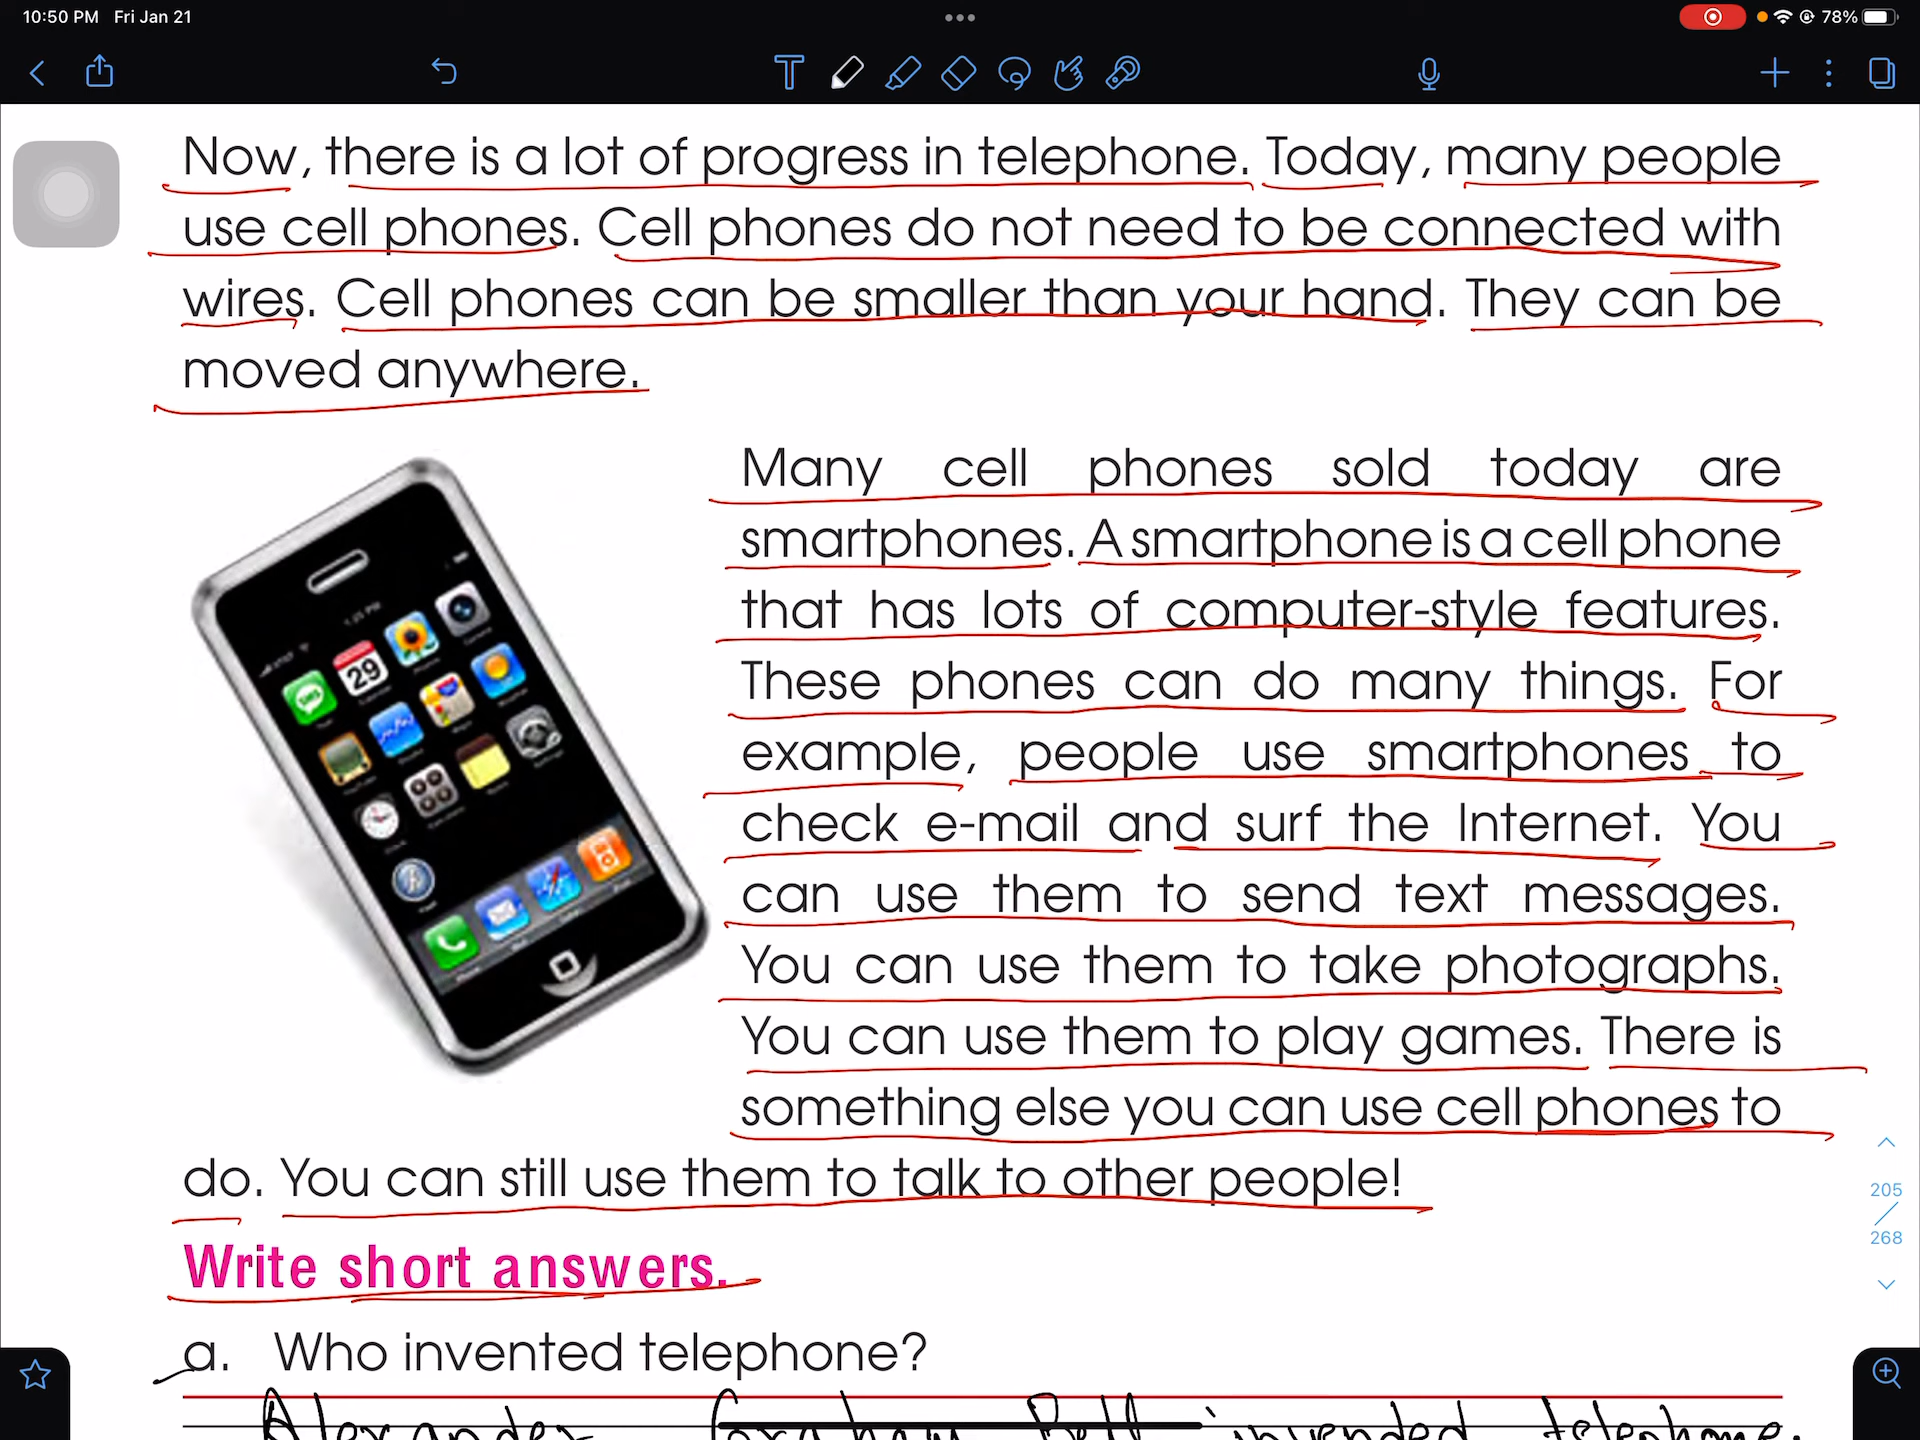 10:50 PM Fri Jan 21
78%
Now, there is a lot of progress in telephone. Today, many people
use cell phones. Cell phones do not need to be connected with
wires. Cell phones can be smaller than your hand. They can be
moved anywhere.
Many cell phones sold today are
smartphones. A smartphone is a cell phone
that has lots of computer-style features.
These phones can do many things. For
example, people use smartphones to
check e-mail and surf the Internet. You
can use them to send text messages.
You can use them to take photographs.
You can use them to play games. There is
something else you can use cell phones to
do. You can still use them to talk to other people!
29
205
/
268
Write short answers.
a. Who invented telephone?
Alexander Graham Bell invented telephone.